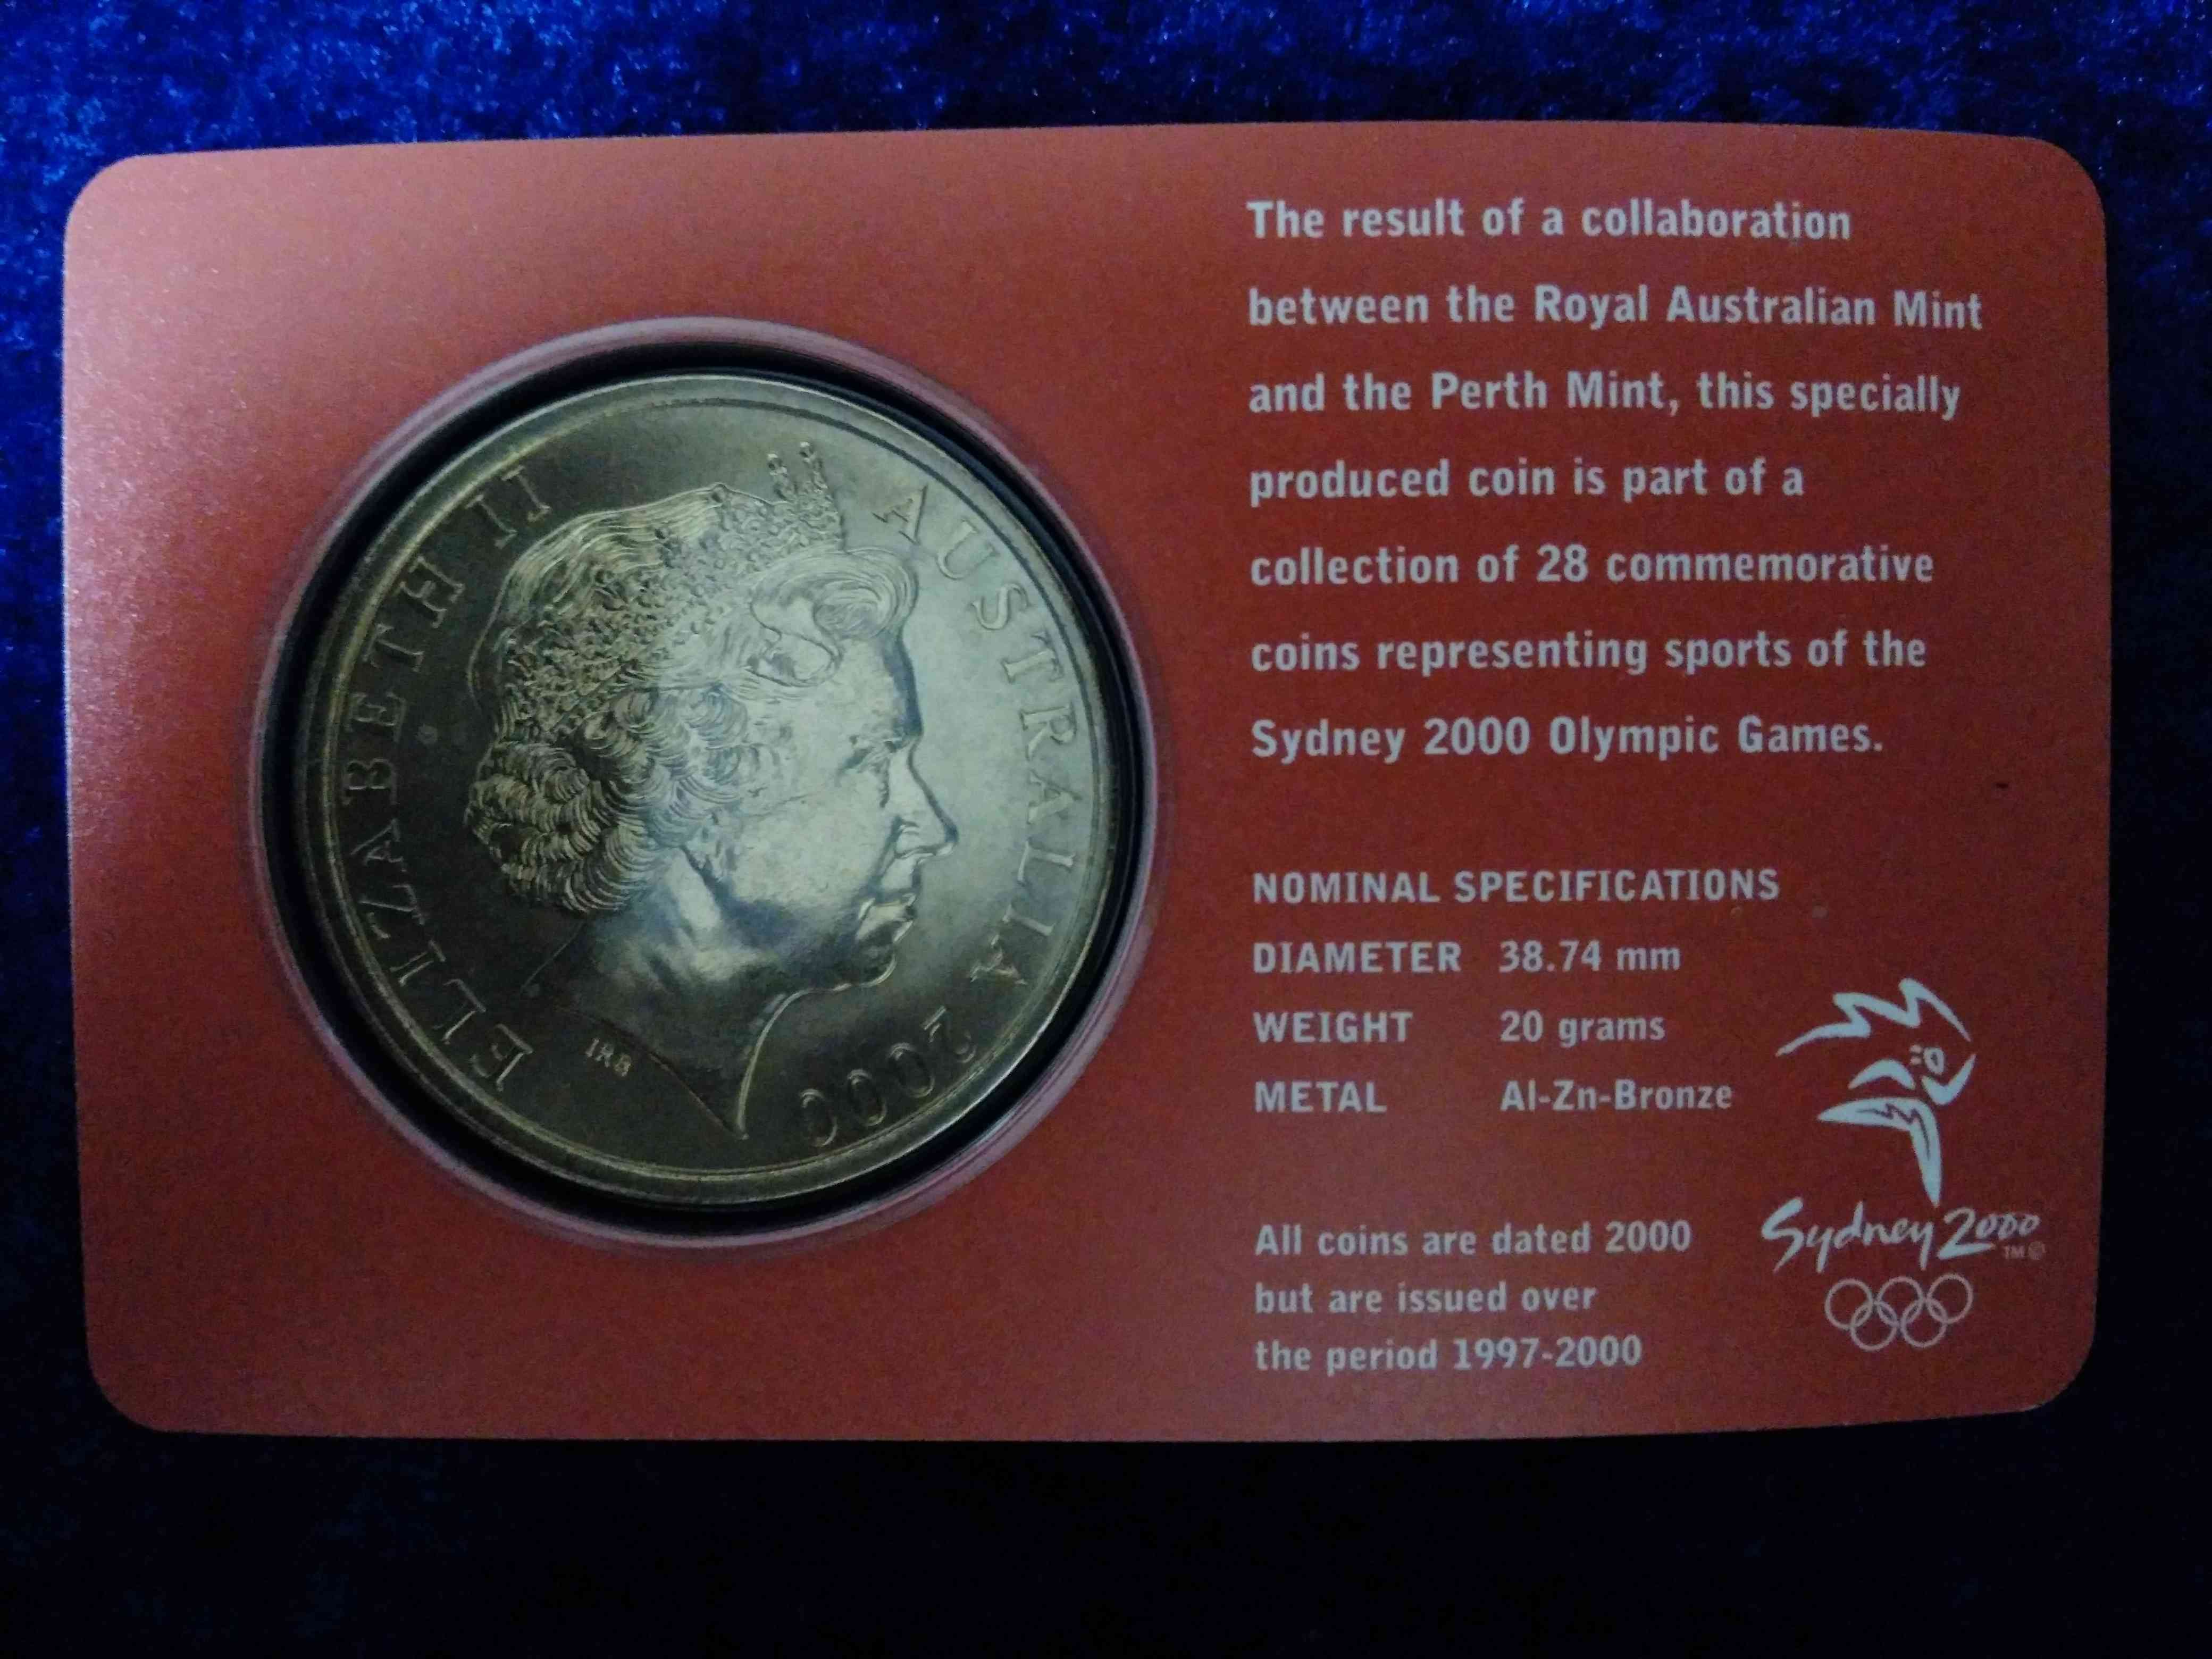 ELIZABETH II
AUSTRALIA 2000
IRB
The result of a collaboration
between the Royal Australian Mint
and the Perth Mint, this specially
produced coin is part of a
collection of 28 commemorative
coins representing sports of the
Sydney 2000 Olympic Games.
NOMINAL SPECIFICATIONS
DIAMETER 38.74 mm
WEIGHT 20 grams
METAL Al-Zn-Bronze
All coins are dated 2000
but are issued over
the period 1997-2000
Sydney 2000
TM ©